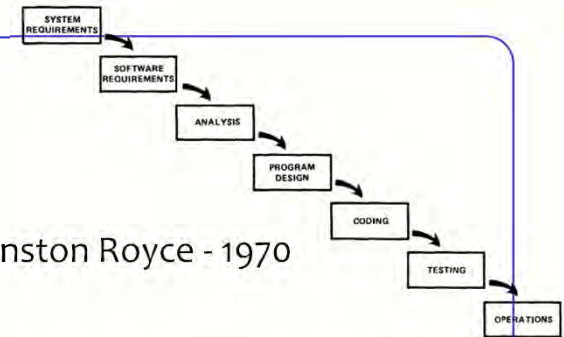 SYSTEM
REQUIREMENTS
SOFTWARE
REQUIREMENTS
ANALYSIS
PROGRAM
DESIGN
CODING
nston Royce - 1970
TESTING
OPERATIONS